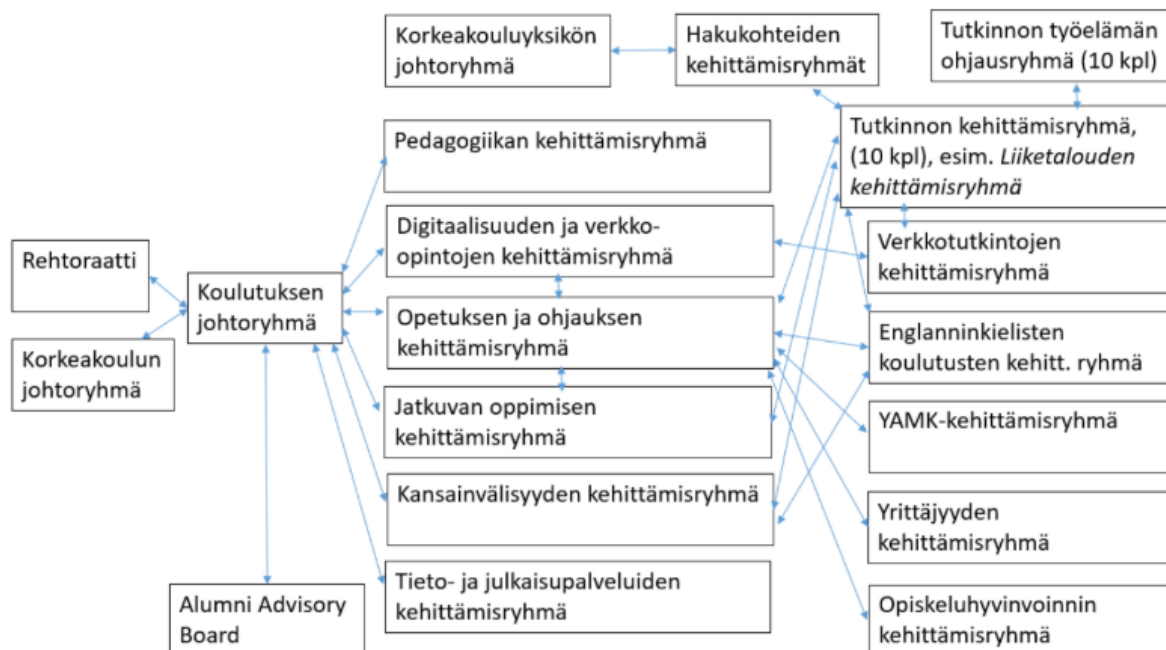 Korkeakouluyksikön
johtoryhmä
Hakukohteiden
kehittämisryhmät
Tutkinnon työelämän
ohjausryhmä (10 kpl)
Pedagogiikan kehittämisryhmä
Tutkinnon kehittämisryhmä,
(10 kpl), esim. Liiketalouden
kehittämisryhmä
Digitaalisuuden ja verkko-
opintojen kehittämisryhmä
Verkkotutkintojen
kehittämisryhmä
Rehtoraatti
Koulutuksen
johtoryhmä
Korkeakoulun
johtoryhmä
Opetuksen ja ohjauksen
kehittämisryhmä
Englanninkielisten
koulutusten kehitt. ryhmä
Jatkuvan oppimisen
kehittämisryhmä
YAMK-kehittämisryhmä
Kansainvälisyyden kehittämisryhmä
Yrittäjyyden
kehittämisryhmä
Alumni Advisory
Board
Tieto- ja julkaisupalveluiden
kehittämisryhmä
Opiskeluhyvinvoinnin
kehittämisryhmä